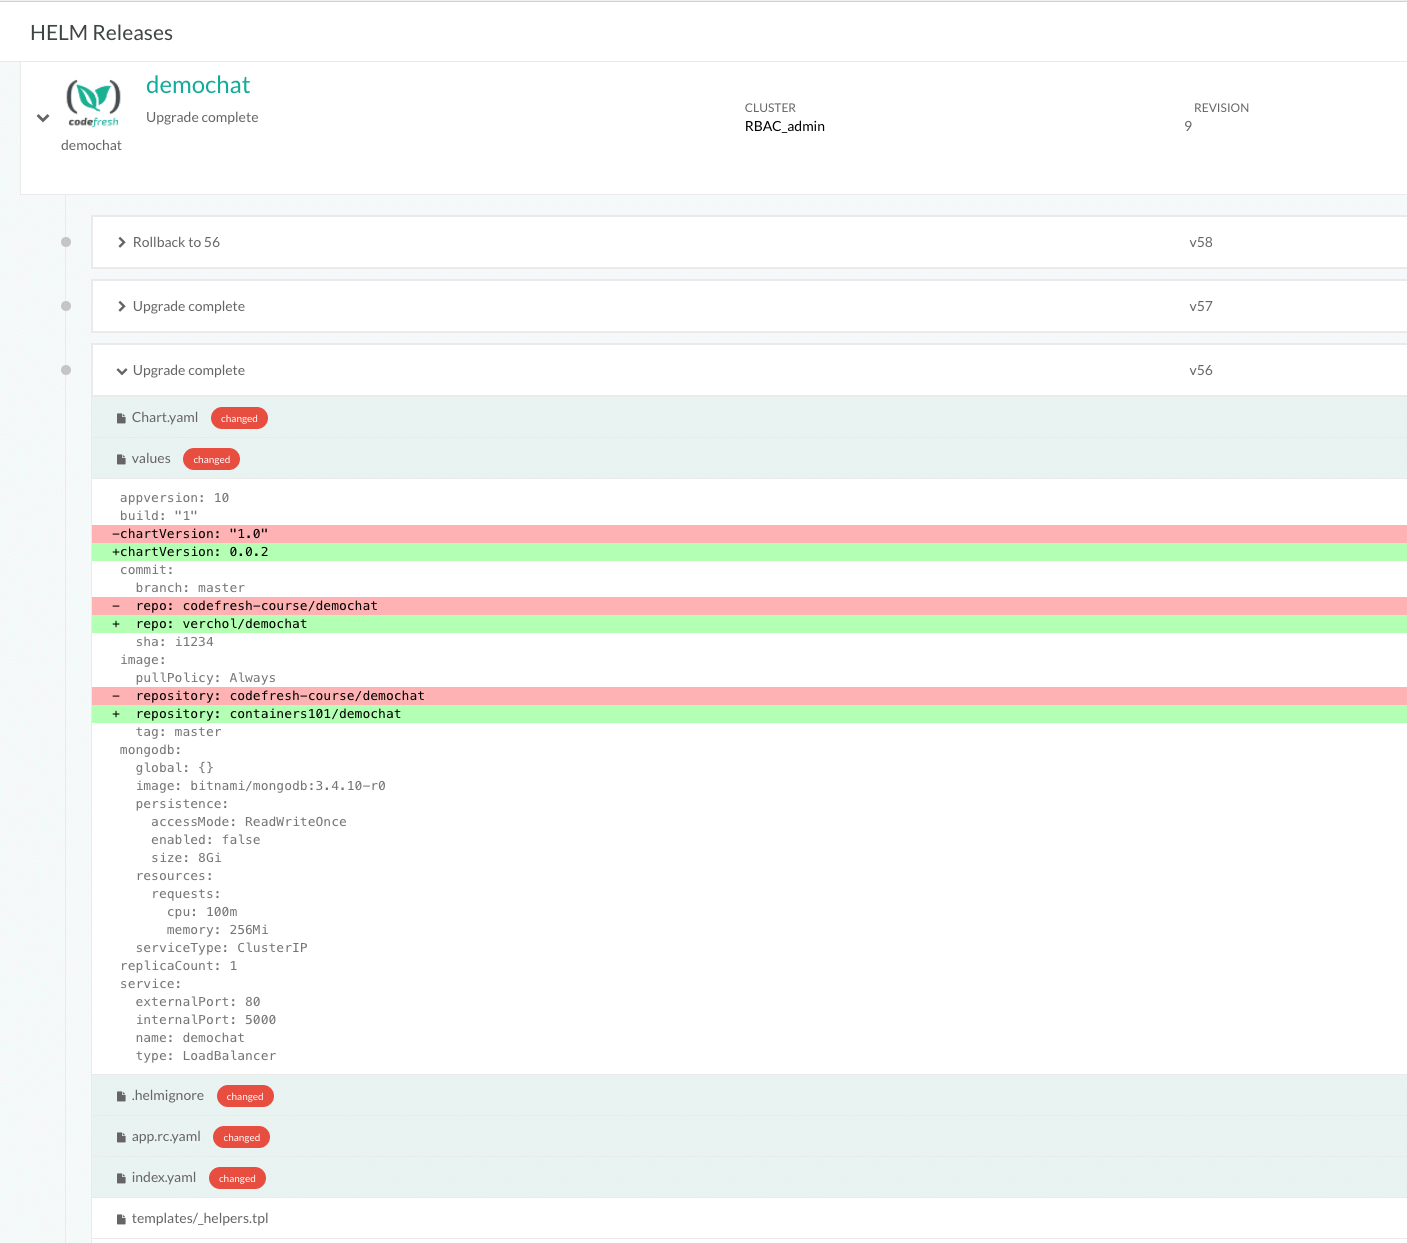 HELM Releases
codefresh
demochat
demochat
Upgrade complete
CLUSTER
RBAC_admin
REVISION
9
Rollback to 56 v58
Upgrade complete v57
Upgrade complete v56
Chart.yaml changed
values changed
appversion: 10
build: "1"
-chartVersion: "1.0"
+chartVersion: 0.0.2
commit:
branch: master
- repo: codefresh-course/demochat
+ repo: verchol/demochat
sha: i1234
image:
pullPolicy: Always
- repository: codefresh-course/demochat
+ repository: containers101/demochat
tag: master
mongodb:
global: {}
image: bitnami/mongodb:3.4.10-r0
persistence:
accessMode: ReadWriteOnce
enabled: false
size: 8Gi
resources:
requests:
cpu: 100m
memory: 256Mi
serviceType: ClusterIP
replicaCount: 1
service:
externalPort: 80
internalPort: 5000
name: demochat
type: LoadBalancer
.helmignore changed
app.rc.yaml changed
index.yaml changed
templates/_helpers.tpl